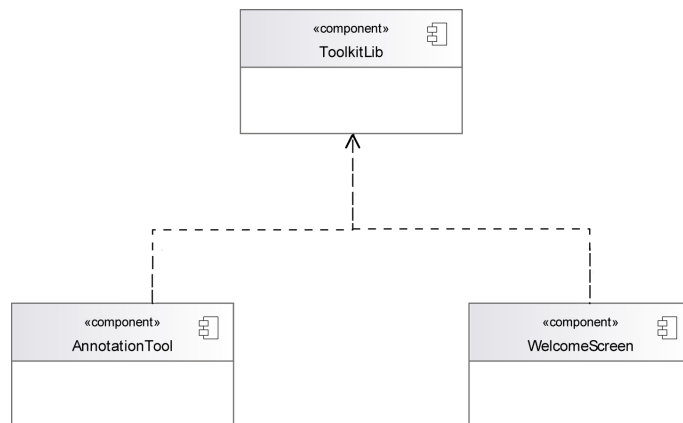 «component»
ToolkitLib
«component»
AnnotationTool
«component»
WelcomeScreen